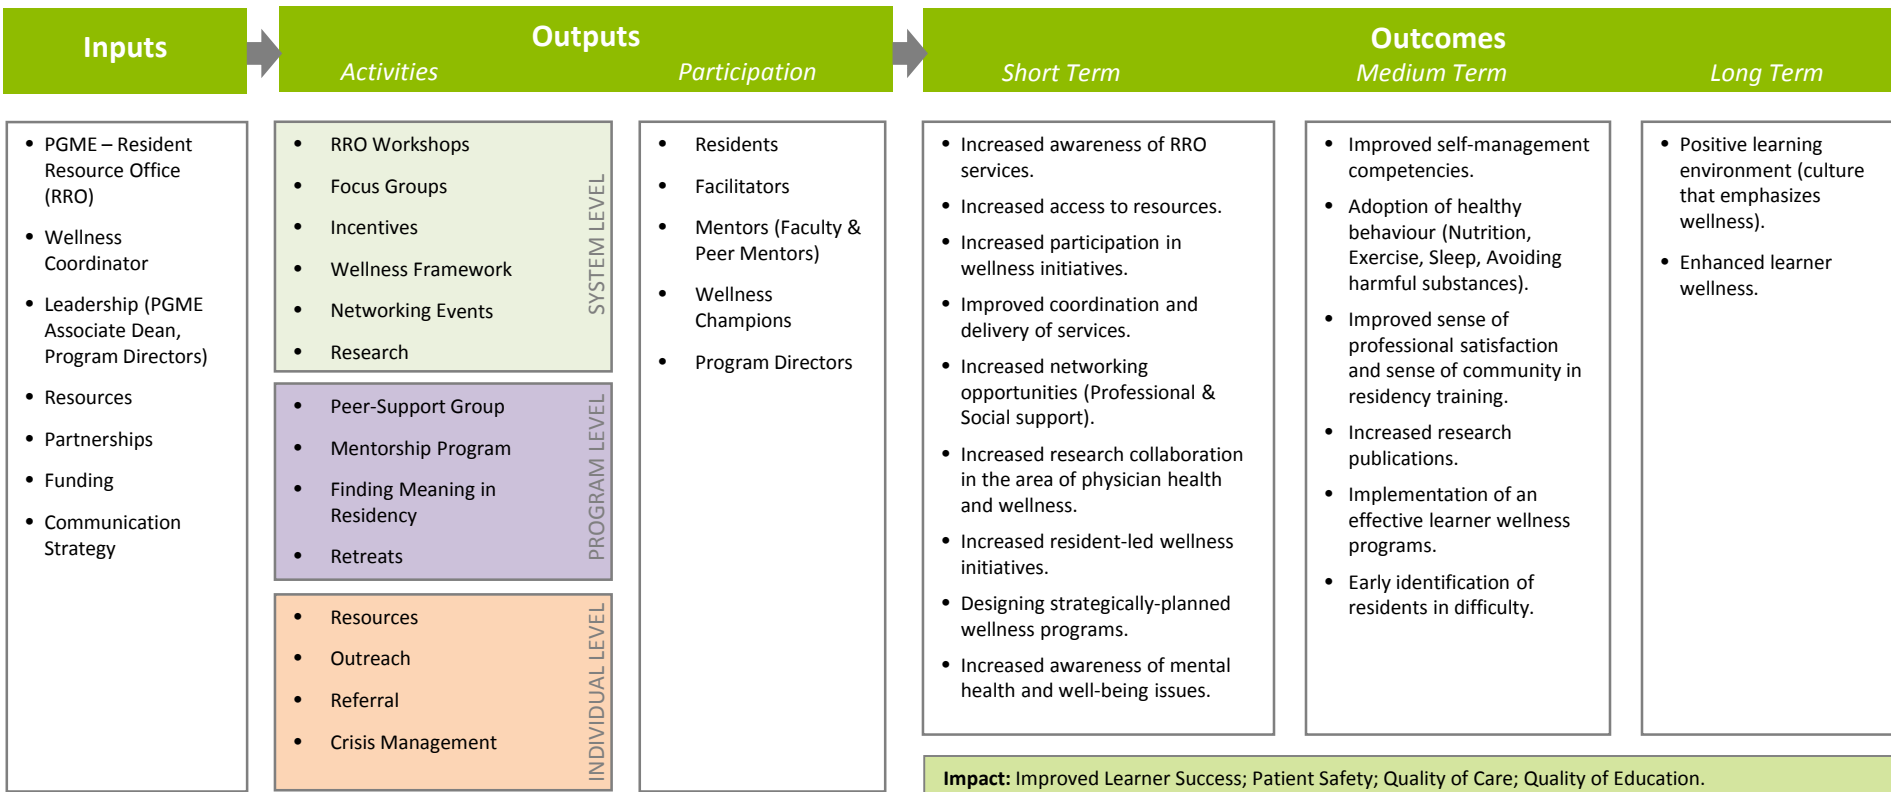 Inputs
Outputs
Activities
Participation
Outcomes
Short Term
Medium Term
Long Term
• PGME – Resident
Resource Office
(RRO)
• Wellness
Coordinator
• Leadership (PGME
Associate Dean,
Program Directors)
• Resources
• Partnerships
• Funding
• Communication
Strategy
• RRO Workshops
• Focus Groups
• Incentives
• Wellness Framework
• Networking Events
• Research
SYSTEM LEVEL
• Peer-Support Group
• Mentorship Program
• Finding Meaning in
Residency
• Retreats
PROGRAM LEVEL
• Resources
• Outreach
• Referral
• Crisis Management
INDIVIDUAL LEVEL
• Residents
• Facilitators
• Mentors (Faculty &
Peer Mentors)
• Wellness
Champions
• Program Directors
• Increased awareness of RRO
services.
• Increased access to resources.
• Increased participation in
wellness initiatives.
• Improved coordination and
delivery of services.
• Increased networking
opportunities (Professional &
Social support).
• Increased research collaboration
in the area of physician health
and wellness.
• Increased resident-led wellness
initiatives.
• Designing strategically-planned
wellness programs.
• Increased awareness of mental
health and well-being issues.
• Improved self-management
competencies.
• Adoption of healthy
behaviour (Nutrition,
Exercise, Sleep, Avoiding
harmful substances).
• Improved sense of
professional satisfaction
and sense of community in
residency training.
• Increased research
publications.
• Implementation of an
effective learner wellness
programs.
• Early identification of
residents in difficulty.
• Positive learning
environment (culture
that emphasizes
wellness).
• Enhanced learner
wellness.
Impact: Improved Learner Success; Patient Safety; Quality of Care; Quality of Education.